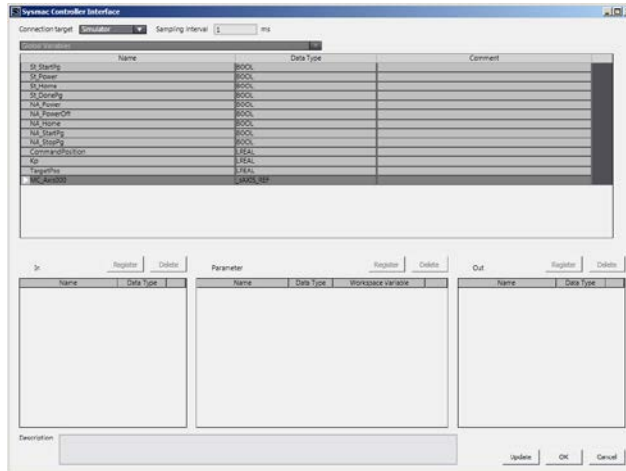 Sysmac Controller Interface
Connection target Simulator Sampling interval 1 ms
Global Variables
Name Data Type Comment
St_StartPg BOOL
St_Power BOOL
St_Home BOOL
St_DonePg BOOL
NA_Power BOOL
NA_PowerOff BOOL
NA_Home BOOL
NA_StartPg BOOL
NA_StopPg BOOL
CommandPosition LREAL
Kp LREAL
TargetPos LREAL
MC_Axis000 _sAXIS_REF
In Register Delete Parameter Register Delete Out Register Delete
Name Data Type Name Data Type Workspace Variable Name Data Type
Description
Update OK Cancel